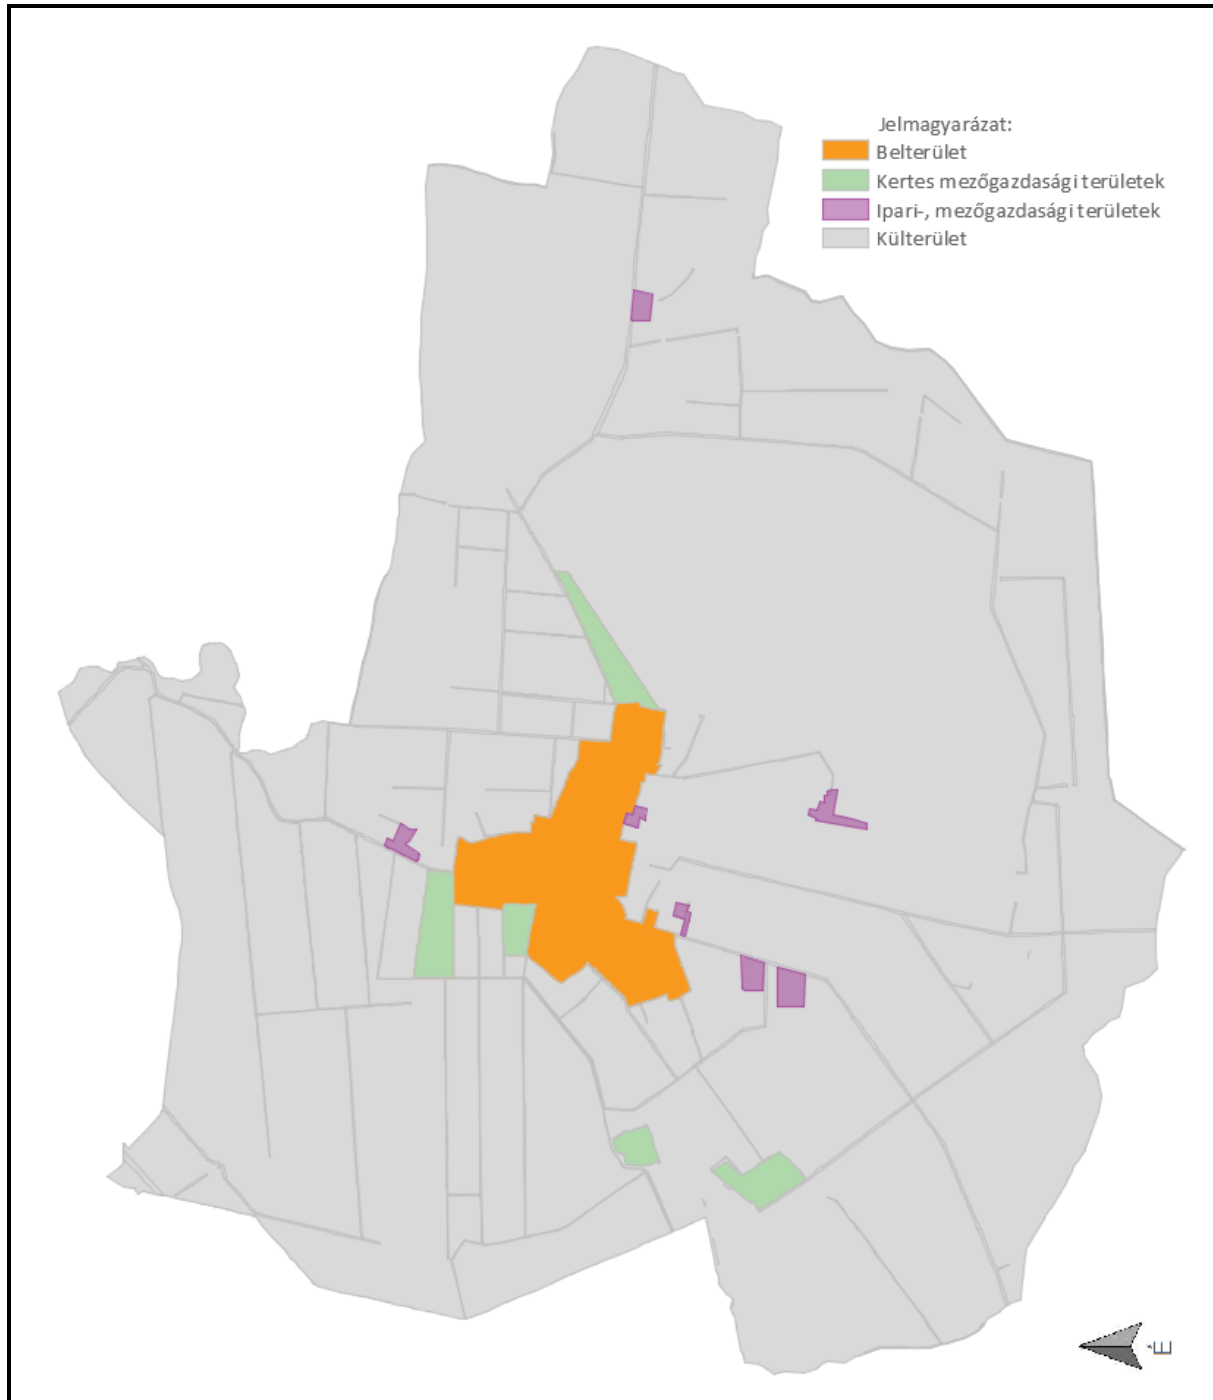 Jelmagyarázat:
Belterület
Kertes mezőgazdasági területek
Ipari-, mezőgazdasági területek
Külterület
É